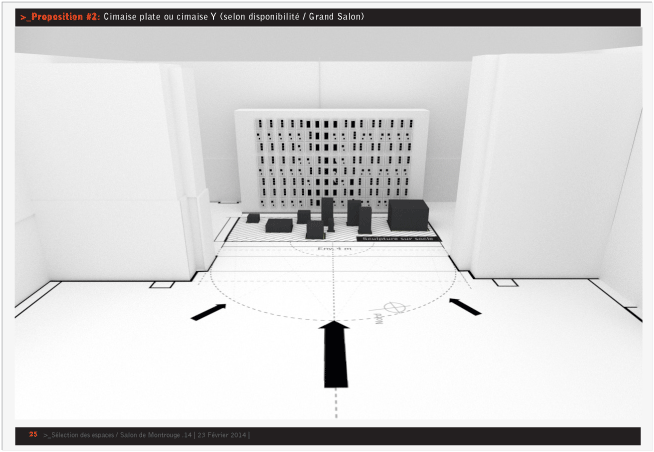 >_Proposition #2: Cimaise plate ou cimaise Y (selon disponibilité / Grand Salon)
Sculpture sur socle
Env. 4 m
25 >_Sélection des espaces / Salon de Montrouge 14 | 23 Février 2014 |